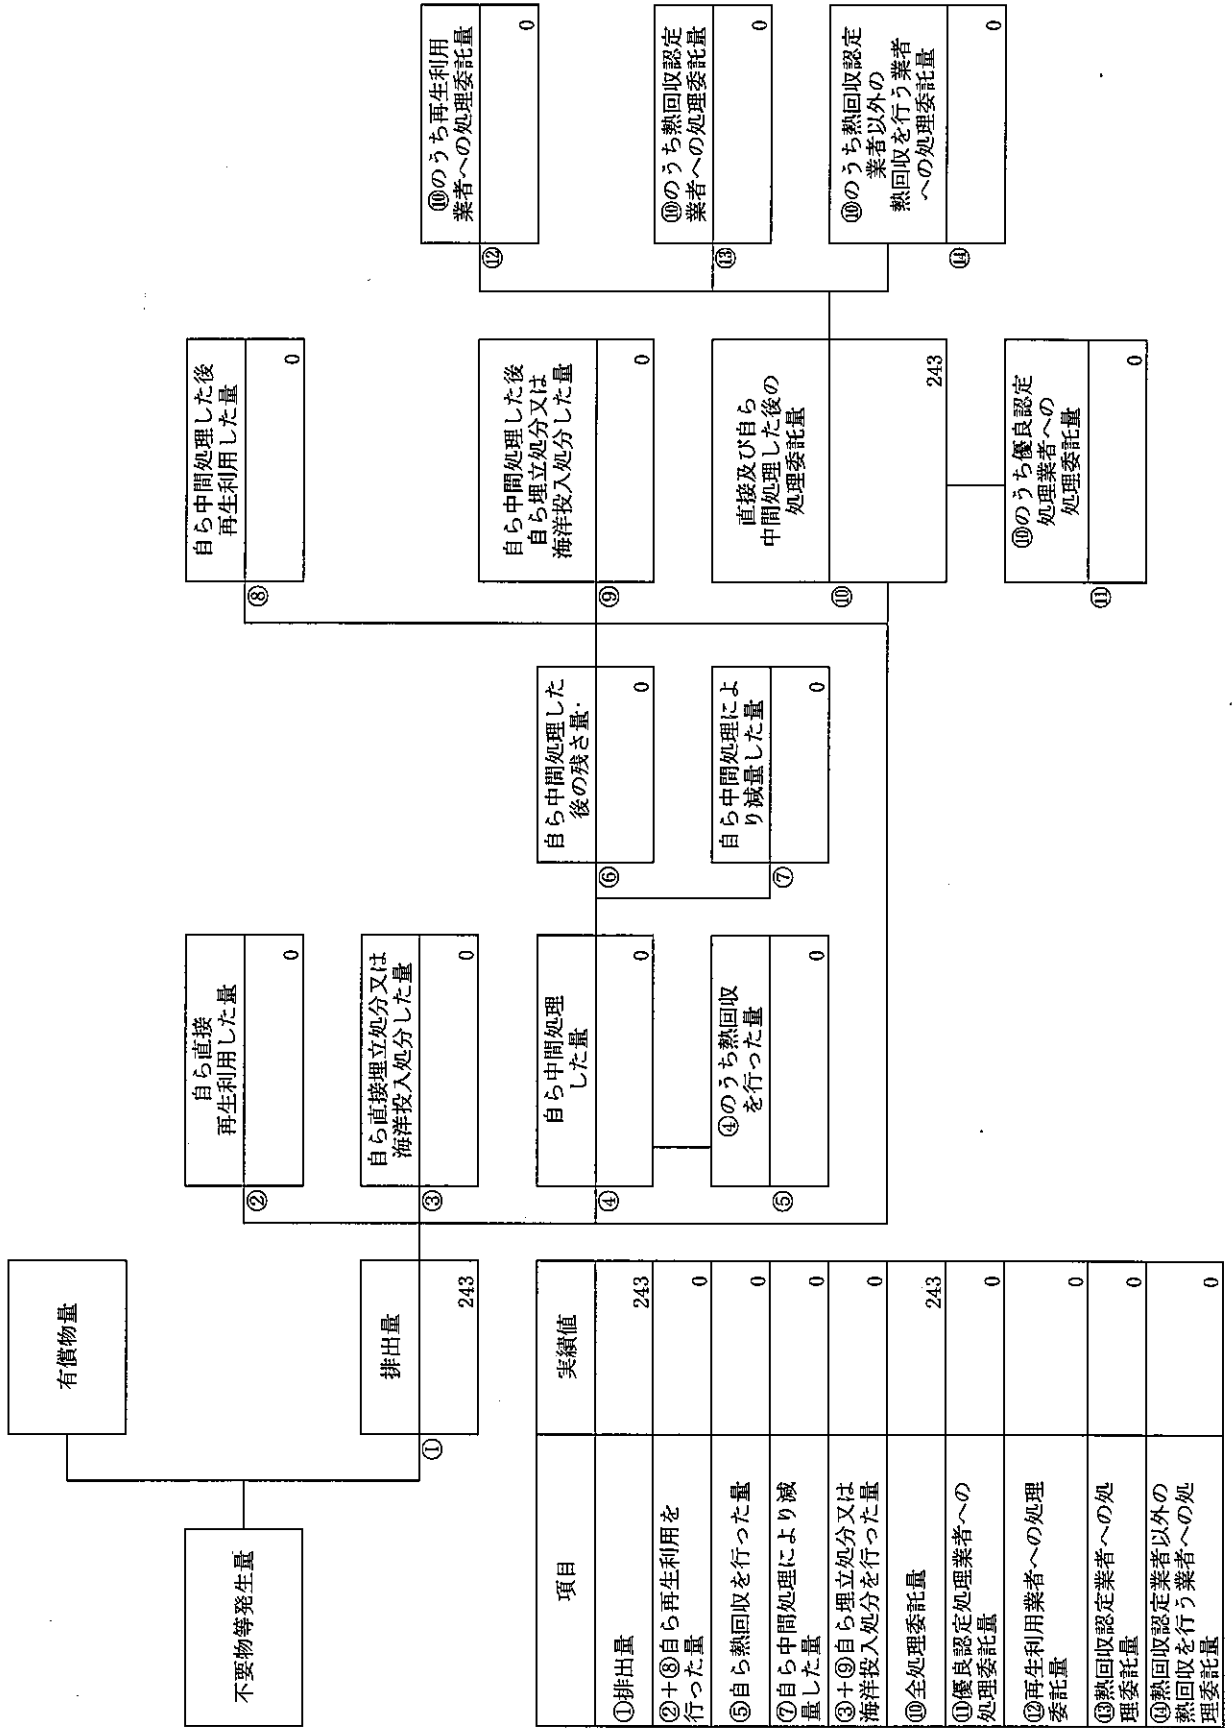 有償物量
不要物等発生量
排出量
①
243
自ら直接
再生利用した量
②
0
自ら直接埋立処分又は
海洋投入処分した量
③
0
自ら中間処理
した量
④
0
④のうち熱回収
を行った量
⑤
0
自ら中間処理した
後の残さ量
⑥
0
自ら中間処理によ
り減量した量
⑦
0
自ら中間処理した後
再生利用した量
⑧
0
自ら中間処理した後
自ら埋立処分又は
海洋投入処分した量
⑨
0
直接及び自ら
中間処理した後の
処理委託量
⑩
243
⑩のうち優良認定
処理業者への
処理委託量
⑪
0
⑩のうち再生利用
業者への処理委託量
⑫
0
⑩のうち熱回収認定
業者への処理委託量
⑬
0
⑩のうち熱回収認定
業者以外の
熱回収を行う業者
への処理委託量
⑭
0
項目 実績値
①排出量 243
②+⑧自ら再生利用を
行った量 0
⑤自ら熱回収を行った量 0
⑦自ら中間処理により減
量した量 0
③+⑨自ら埋立処分又は
海洋投入処分を行った量 0
⑩全処理委託量 243
⑪優良認定処理業者への
処理委託量 0
⑫再生利用業者への処理
委託量 0
⑬熱回収認定業者への処
理委託量 0
⑭熱回収認定業者以外の
熱回収を行う業者への処
理委託量 0